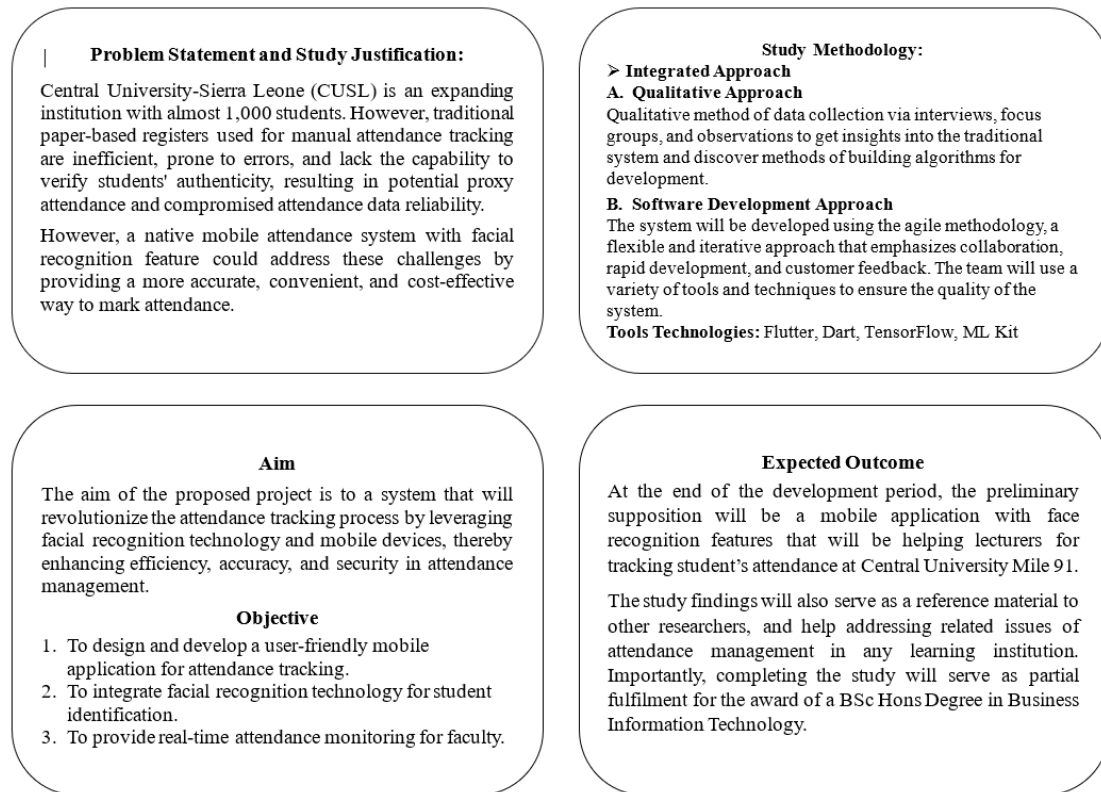 Problem Statement and Study Justification:
Central University-Sierra Leone (CUSL) is an expanding
institution with almost 1,000 students. However, traditional
paper-based registers used for manual attendance tracking
are inefficient, prone to errors, and lack the capability to
verify students' authenticity, resulting in potential proxy
attendance and compromised attendance data reliability.
However, a native mobile attendance system with facial
recognition feature could address these challenges by
providing a more accurate, convenient, and cost-effective
way to mark attendance.
Study Methodology:
➢ Integrated Approach
A. Qualitative Approach
Qualitative method of data collection via interviews, focus
groups, and observations to get insights into the traditional
system and discover methods of building algorithms for
development.
B. Software Development Approach
The system will be developed using the agile methodology, a
flexible and iterative approach that emphasizes collaboration,
rapid development, and customer feedback. The team will use a
variety of tools and techniques to ensure the quality of the
system.
Tools Technologies: Flutter, Dart, TensorFlow, ML Kit
Aim
The aim of the proposed project is to a system that will
revolutionize the attendance tracking process by leveraging
facial recognition technology and mobile devices, thereby
enhancing efficiency, accuracy, and security in attendance
management.
Objective
1. To design and develop a user-friendly mobile
application for attendance tracking.
2. To integrate facial recognition technology for student
identification.
3. To provide real-time attendance monitoring for faculty.
Expected Outcome
At the end of the development period, the preliminary
supposition will be a mobile application with face
recognition features that will be helping lecturers for
tracking student's attendance at Central University Mile 91.
The study findings will also serve as a reference material to
other researchers, and help addressing related issues of
attendance management in any learning institution.
Importantly, completing the study will serve as partial
fulfilment for the award of a BSc Hons Degree in Business
Information Technology.